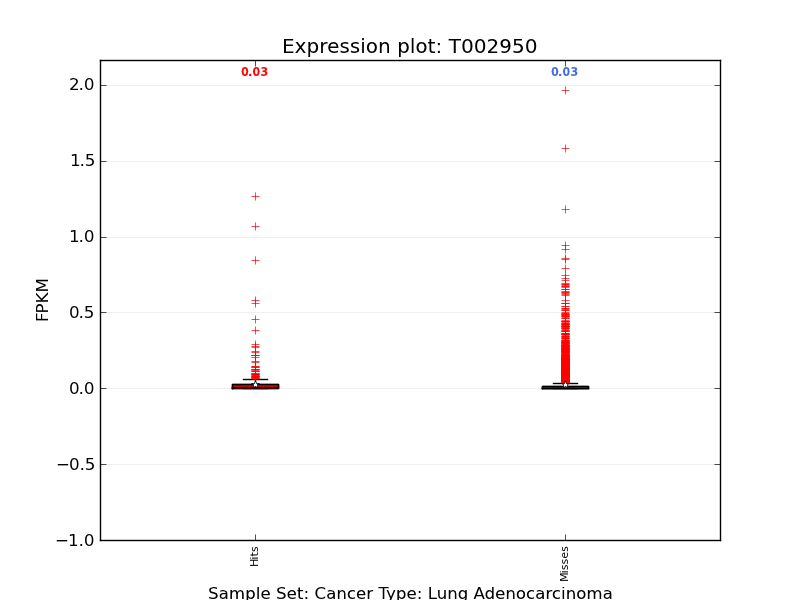 Expression plot: T002950
0.03
0.03
2.0
1.5
1.0
0.5
0.0
−0.5
−1.0
FPKM
Hits
Misses
Sample Set: Cancer Type: Lung Adenocarcinoma